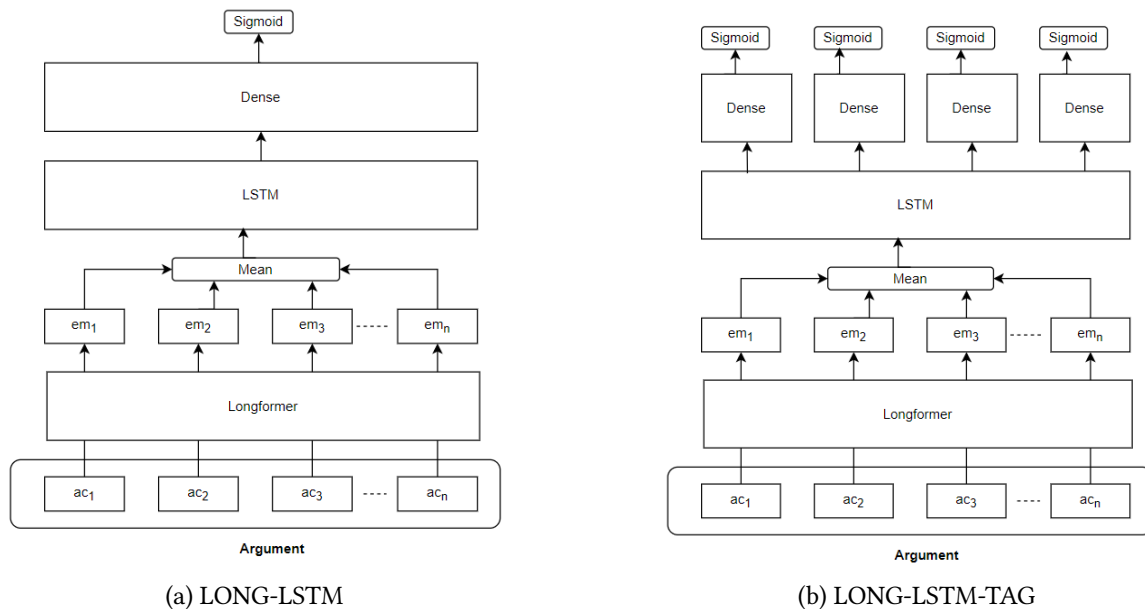 Sigmoid
Dense
LSTM
Mean
em1 em2 em3 ----- emn
Longformer
ac1 ac2 ac3 ---- acn
Argument
(a) LONG-LSTM
Sigmoid Sigmoid Sigmoid Sigmoid
Dense Dense Dense Dense
LSTM
Mean
em1 em2 em3 ----- emn
Longformer
ac1 ac2 ac3 ---- acn
Argument
(b) LONG-LSTM-TAG